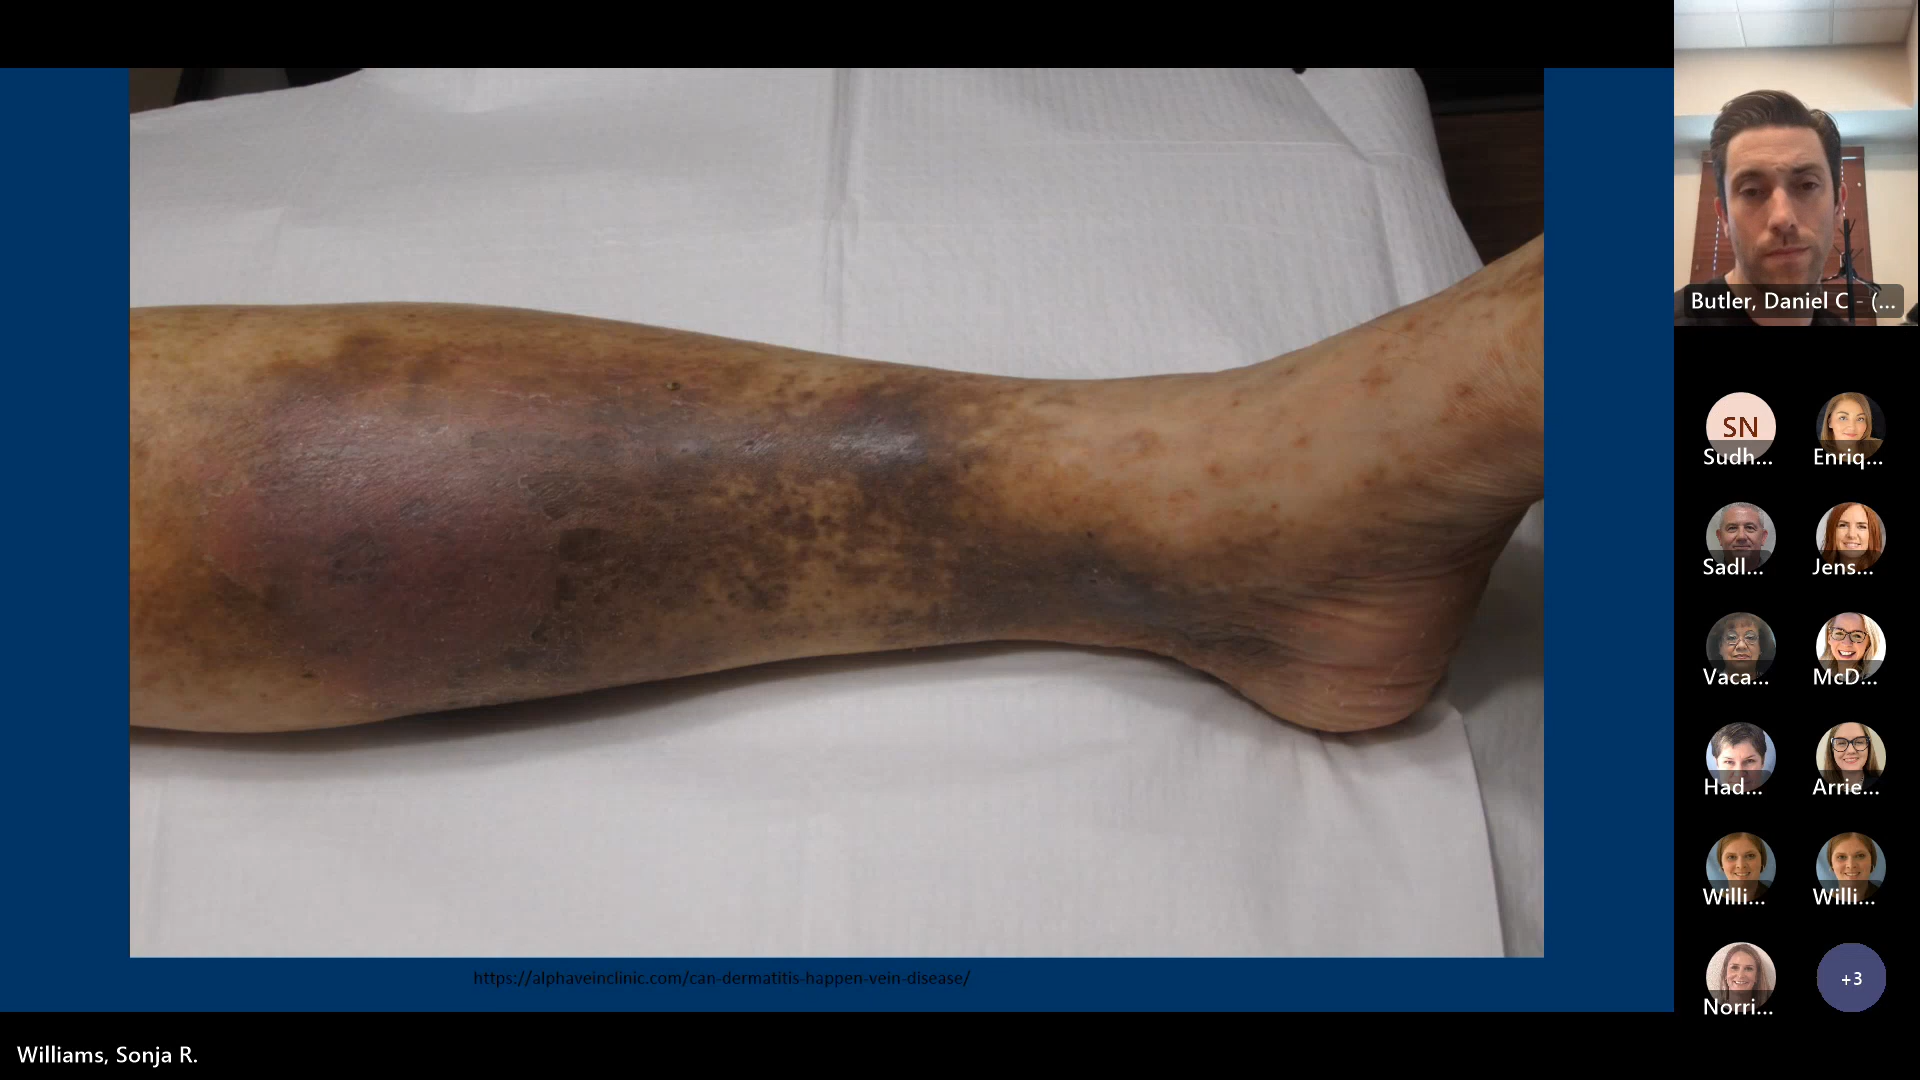 Butler, Daniel C - (...
SN
Sudh...
Enriq...
Sadl...
Jens...
Vaca...
McD...
Had...
Arrie...
Willi...
Willi...
Norri...
+3
https://alphaveinclinic.com/can-dermatitis-happen-vein-disease/
Williams, Sonja R.